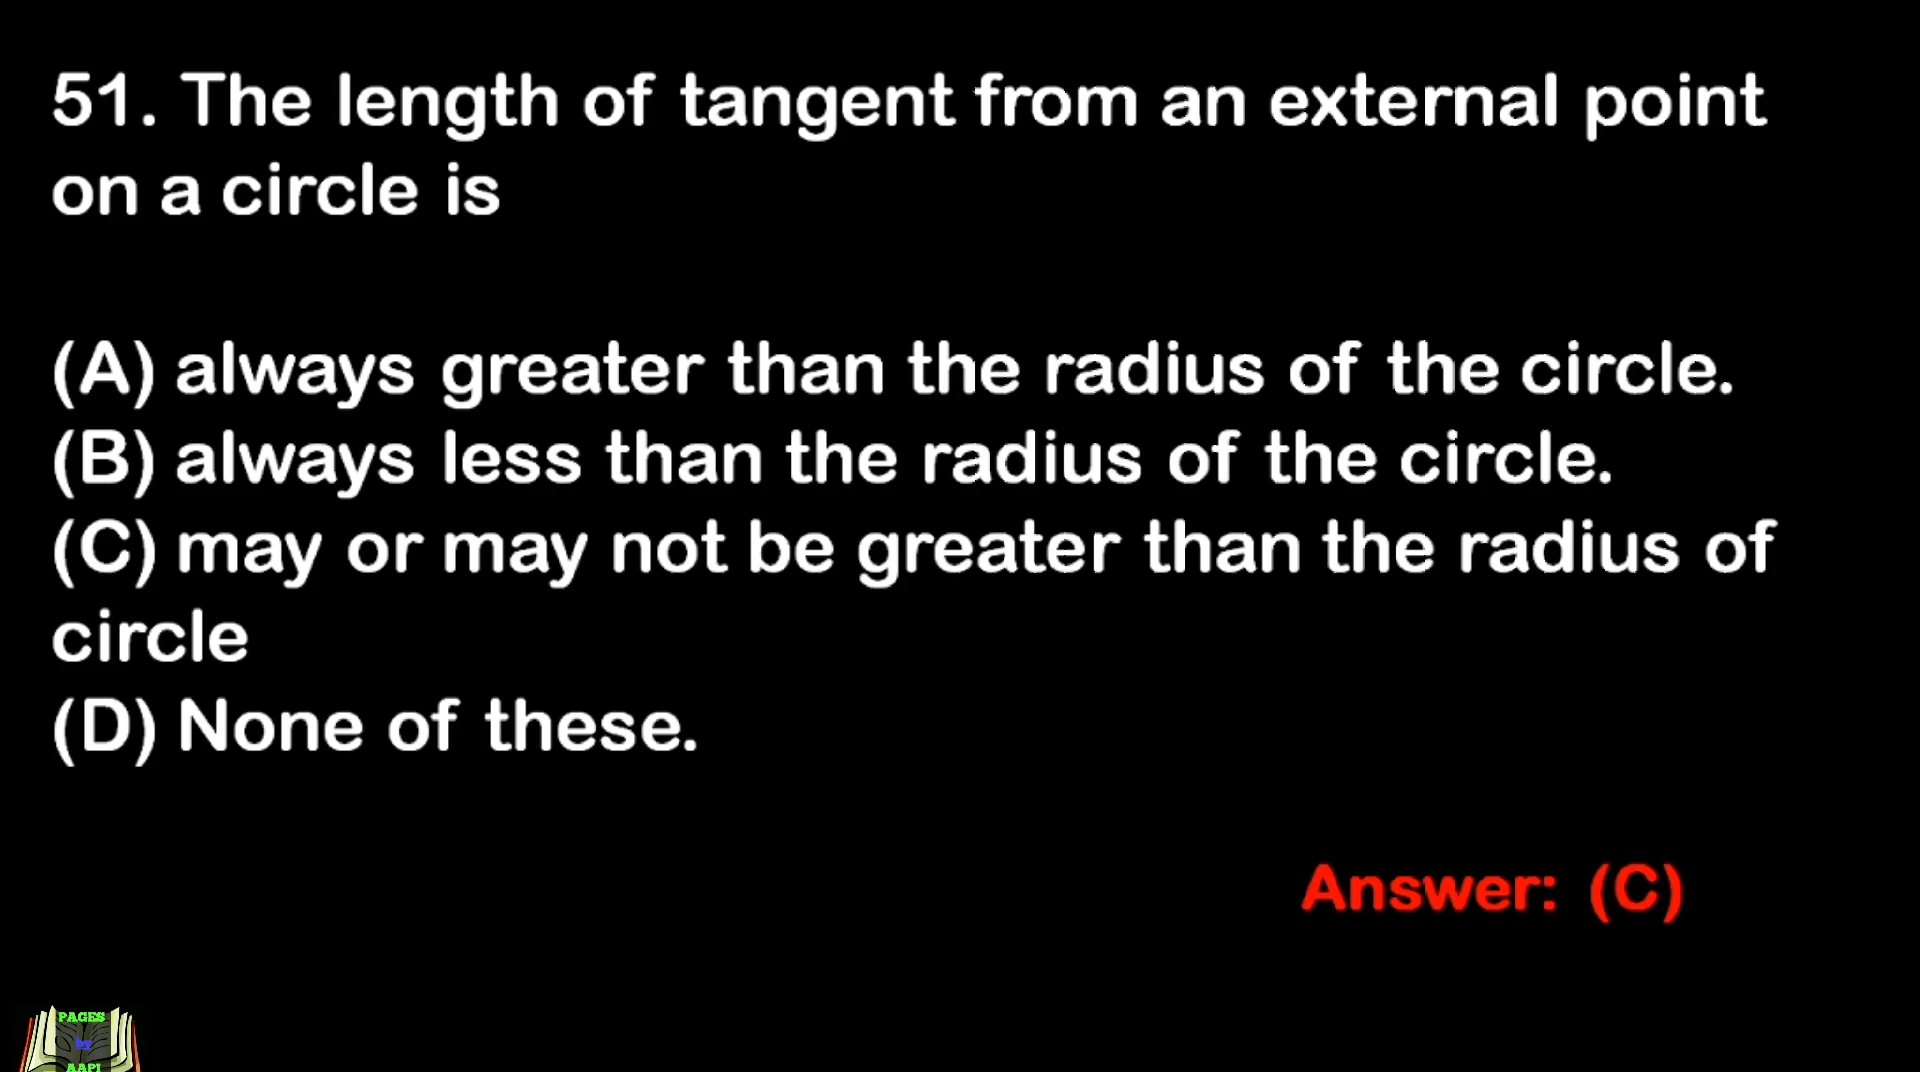 51. The length of tangent from an external point
on a circle is
(A) always greater than the radius of the circle.
(B) always less than the radius of the circle.
(C) may or may not be greater than the radius of
circle
(D) None of these.
Answer: (C)
PAGES
by
AAPI